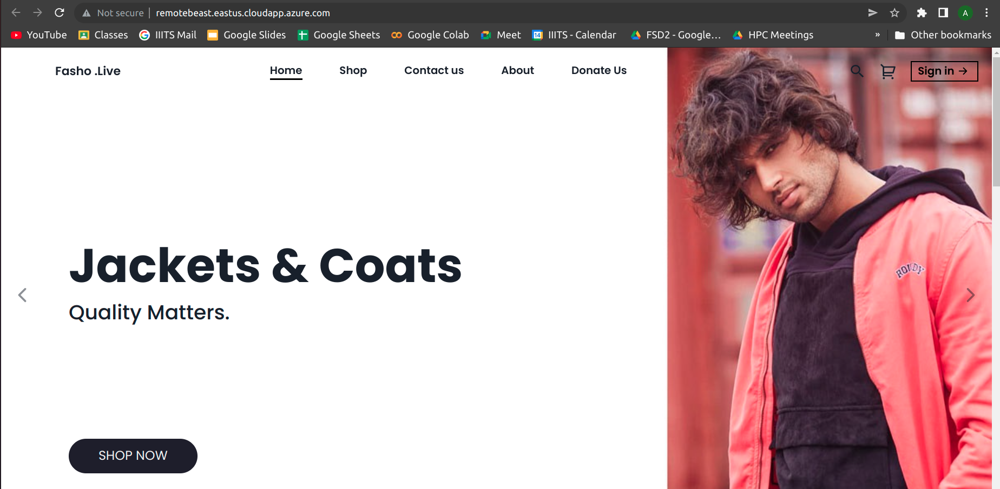 Not secure remotebeast.eastus.cloudapp.azure.com A
YouTube Classes IIITS Mail Google Slides Google Sheets Google Colab Meet 14 IIITS - Calendar FSD2 - Google... HPC Meetings » Other bookmarks
Fasho .Live Home Shop Contact us About Donate Us Sign in →
Jackets & Coats
Quality Matters.
ROWDY
SHOP NOW